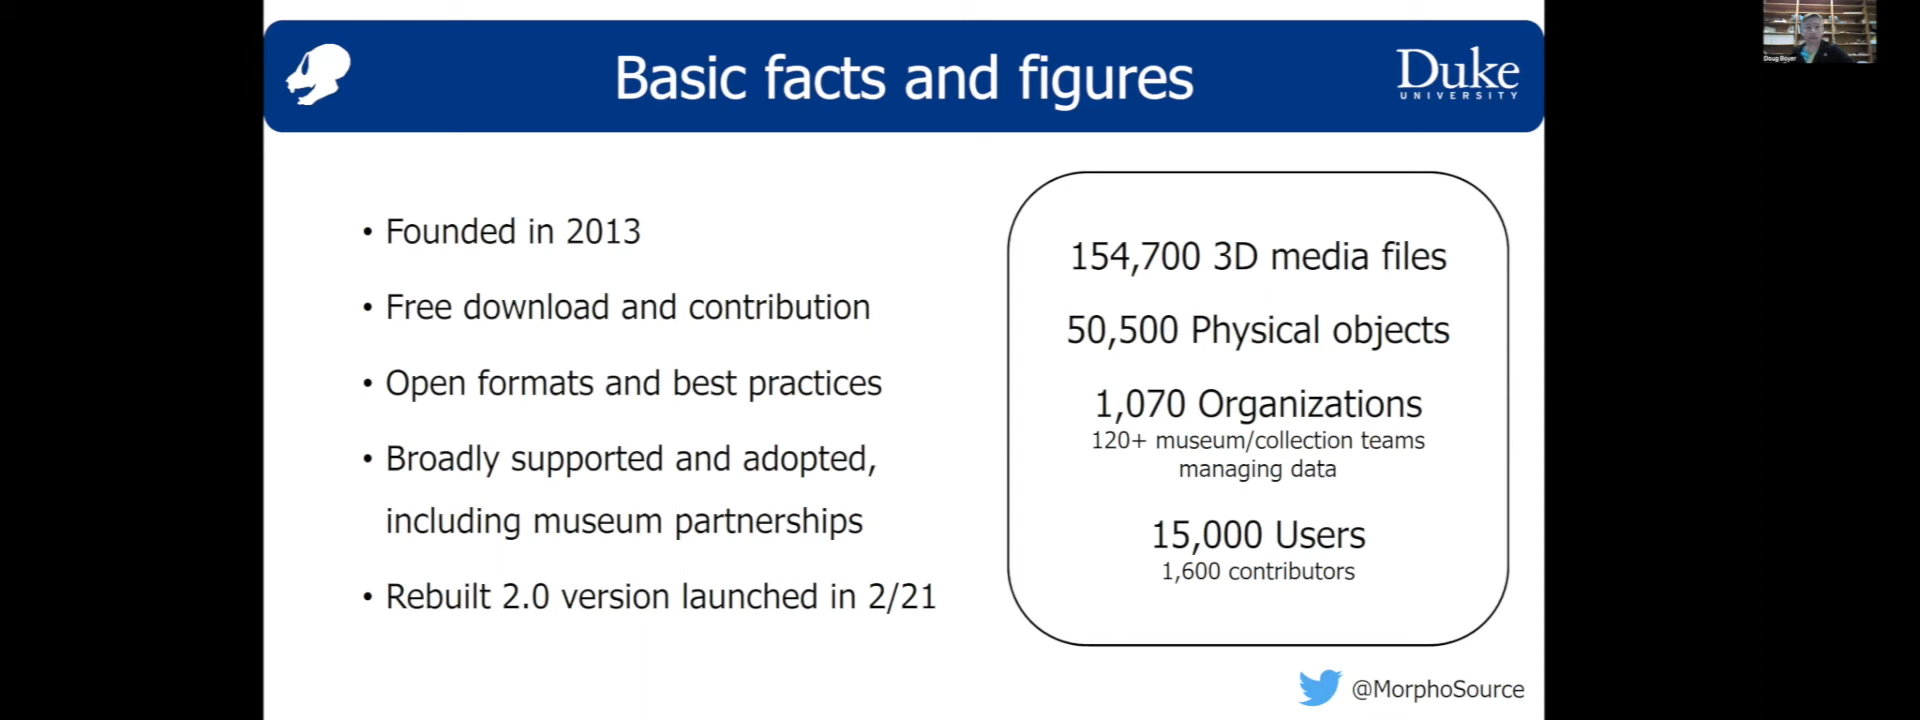 Basic facts and figures
Duke
UNIVERSITY
Doug Boyer
• Founded in 2013
• Free download and contribution
• Open formats and best practices
• Broadly supported and adopted,
including museum partnerships
• Rebuilt 2.0 version launched in 2/21
154,700 3D media files
50,500 Physical objects
1,070 Organizations
120+ museum/collection teams
managing data
15,000 Users
1,600 contributors
@MorphoSource